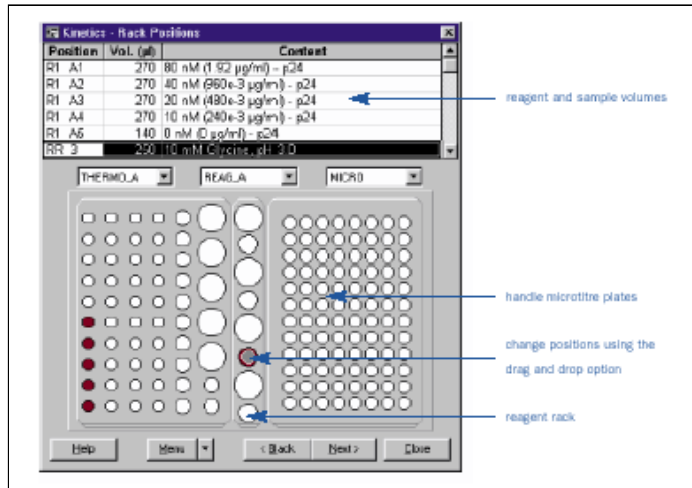 Kinetics - Rack Positions
Position Vol. (µl) Content
R1 A1 270 80 nM (1.92 µg/ml) - p24
R1 A2 270 40 nM (960e-3 µg/ml) - p24
R1 A3 270 20 nM (480e-3 µg/ml) - p24
R1 A4 270 10 nM (240e-3 µg/ml) - p24
R1 A5 140 0 nM (0 µg/ml) - p24
RR 3 250 10 mM Glycine, pH 3.0
reagent and sample volumes
THERMO_A REAG_A MICRO
handle microtitre plates
change positions using the
drag and drop option
reagent rack
Help Menu < Back Next > Close